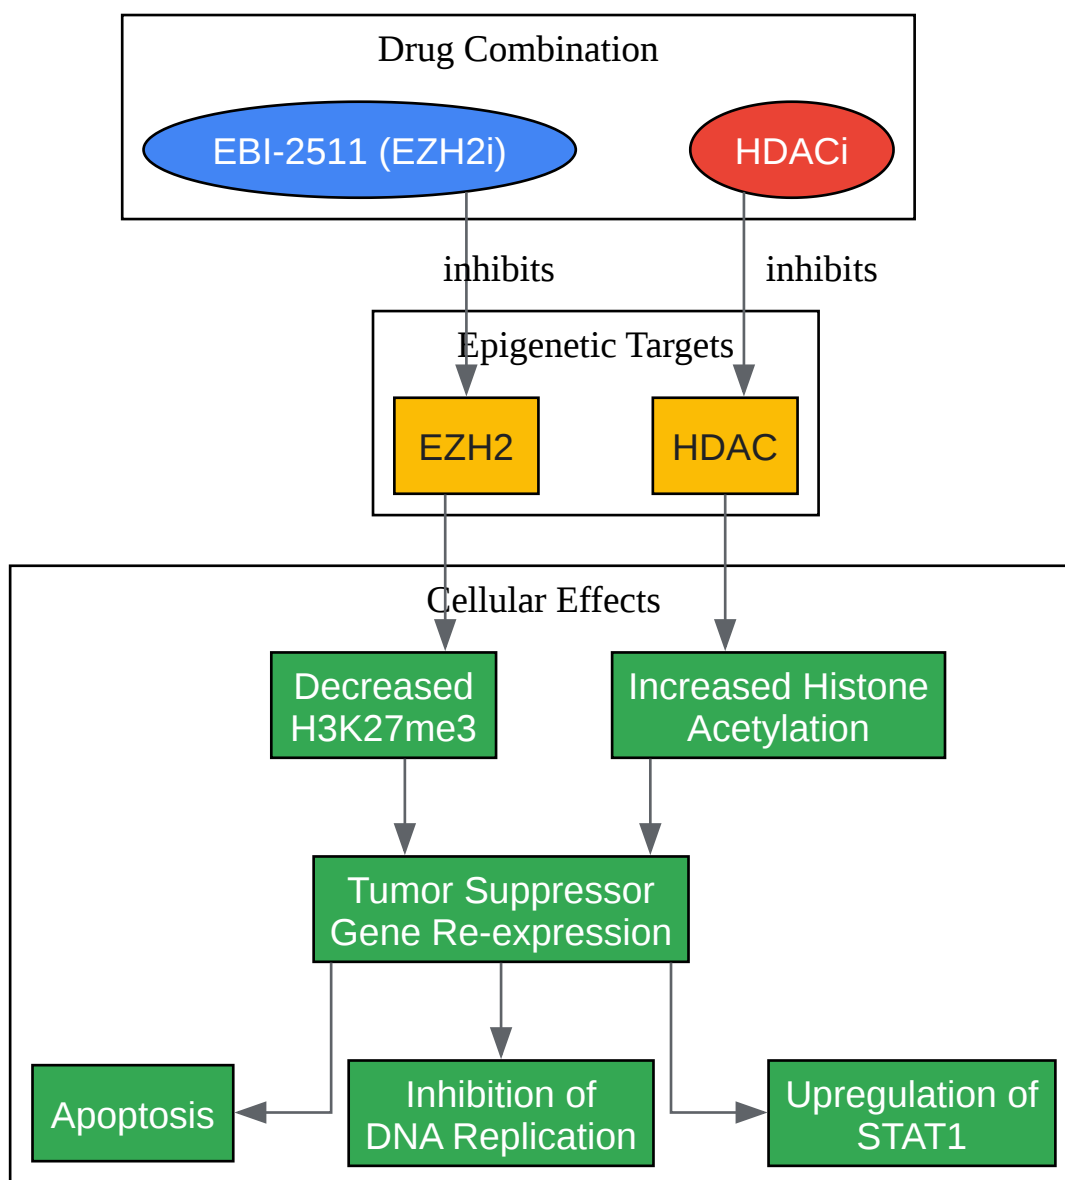 Drug Combination
EBI-2511 (EZH2i)
HDACi
inhibits
inhibits
Epigenetic Targets
EZH2
HDAC
Cellular Effects
Decreased
H3K27me3
Increased Histone
Acetylation
Tumor Suppressor
Gene Re-expression
Apoptosis
Inhibition of
DNA Replication
Upregulation of
STAT1